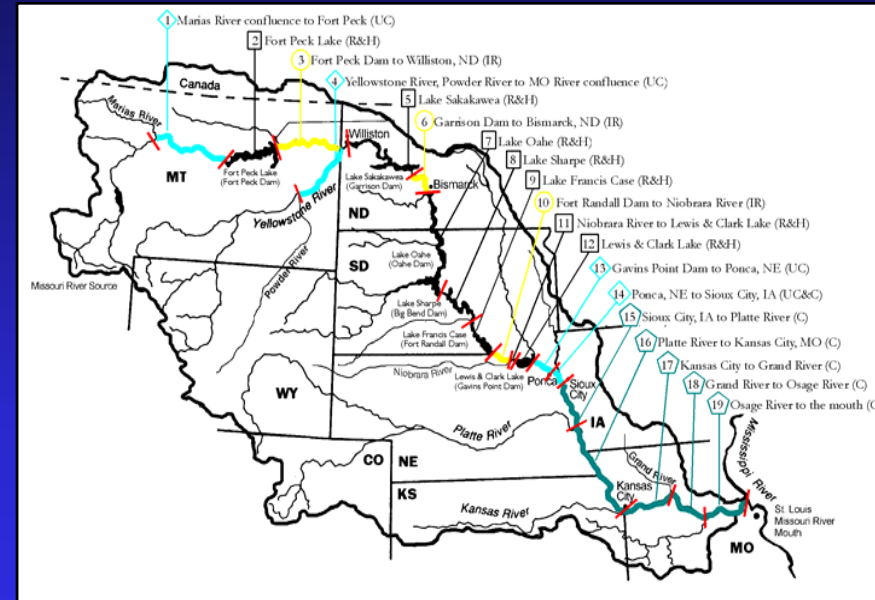 1 Marias River confluence to Fort Peck (UC)
2 Fort Peck Lake (R&H)
3 Fort Peck Dam to Williston, ND (IR)
4 Yellowstone River, Powder River to MO River confluence (UC)
5 Lake Sakakawea (R&H)
6 Garrison Dam to Bismarck, ND (IR)
7 Lake Oahe (R&H)
8 Lake Sharpe (R&H)
9 Lake Francis Case (R&H)
10 Fort Randall Dam to Niobrara River (IR)
11 Niobrara River to Lewis & Clark Lake (R&H)
12 Lewis & Clark Lake (R&H)
13 Gavins Point Dam to Ponca, NE (UC)
14 Ponca, NE to Sioux City, IA (UC&C)
15 Sioux City, IA to Platte River (C)
16 Platte River to Kansas City, MO (C)
17 Kansas City to Grand River (C)
18 Grand River to Osage River (C)
19 Osage River to the mouth (C
Canada
Marias River
Williston
MT
Fort Peck Lake
(Fort Peck Dam)
Lake Sakakawea
(Garrison Dam)
Bismarck
Yellowstone River
ND
Powder River
Lake Oahe
(Oahe Dam)
SD
Missouri River Source
Lake Sharpe
(Big Bend Dam)
Lake Francis Case
(Fort Randall Dam)
Niobrara River
Lewis & Clark Lake
(Gavins Point Dam)
Ponca
Sioux
City
WY
IA
Platte River
CO
NE
KS
Grand River
Mississippi River
Kansas
City
Kansas River
St. Louis
Missouri River
Mouth
MO